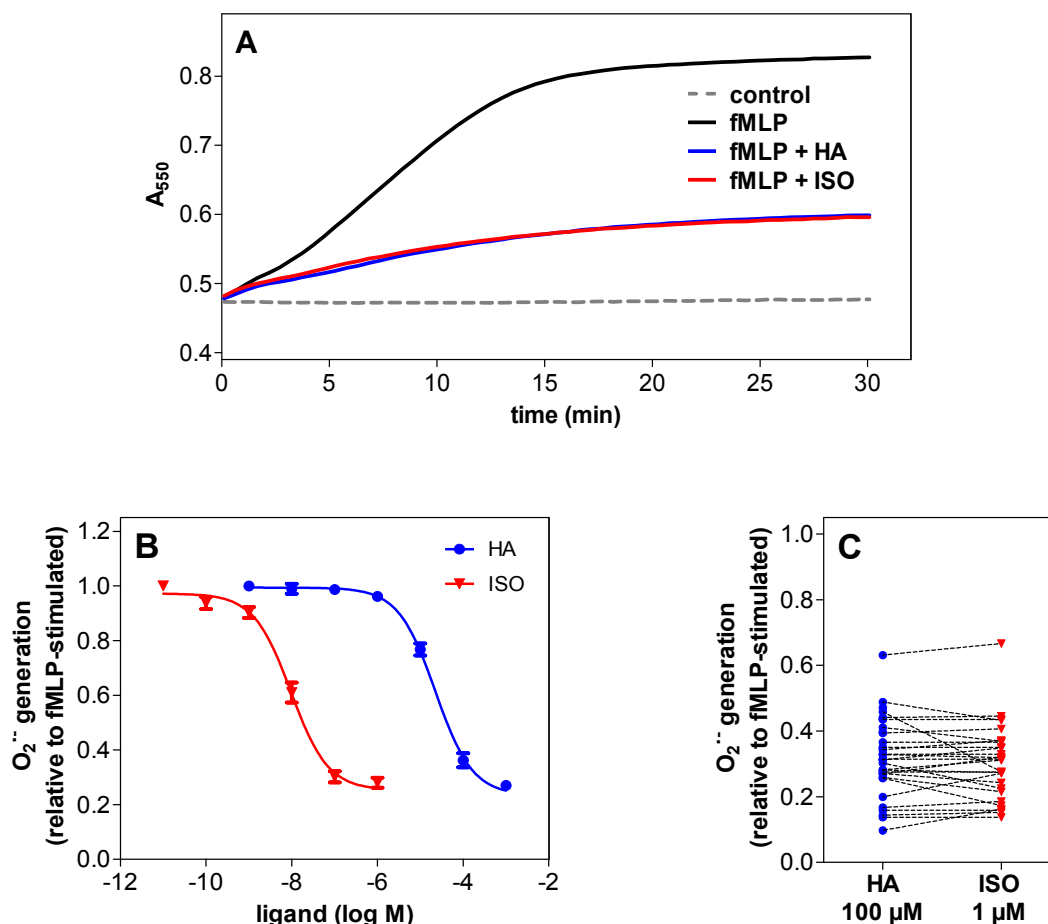 A
0.8
0.7
0.6
0.5
0.4
A550
control
fMLP
fMLP + HA
fMLP + ISO
0 5 10 15 20 25 30
time (min)
B
1.2
1.0
0.8
0.6
0.4
0.2
0.0
O2·- generation
(relative to fMLP-stimulated)
HA
ISO
-12 -10 -8 -6 -4 -2
ligand (log M)
C
1.0
0.8
0.6
0.4
0.2
0.0
O2·- generation
(relative to fMLP-stimulated)
HA ISO
100 µM 1 µM